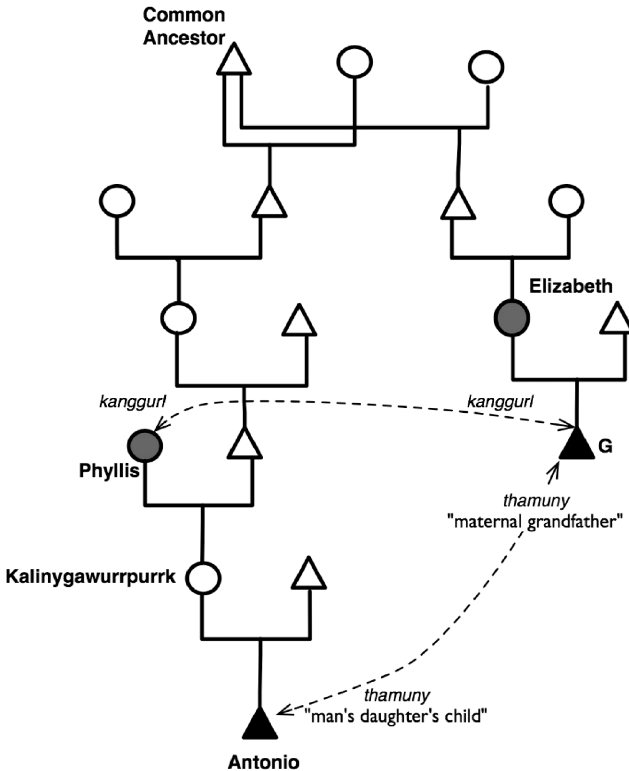 Common
Ancestor
Elizabeth
kanggurl
kanggurl
Phyllis
G
thamuny
"maternal grandfather"
Kalinygawurrpurrk
thamuny
"man's daughter's child"
Antonio